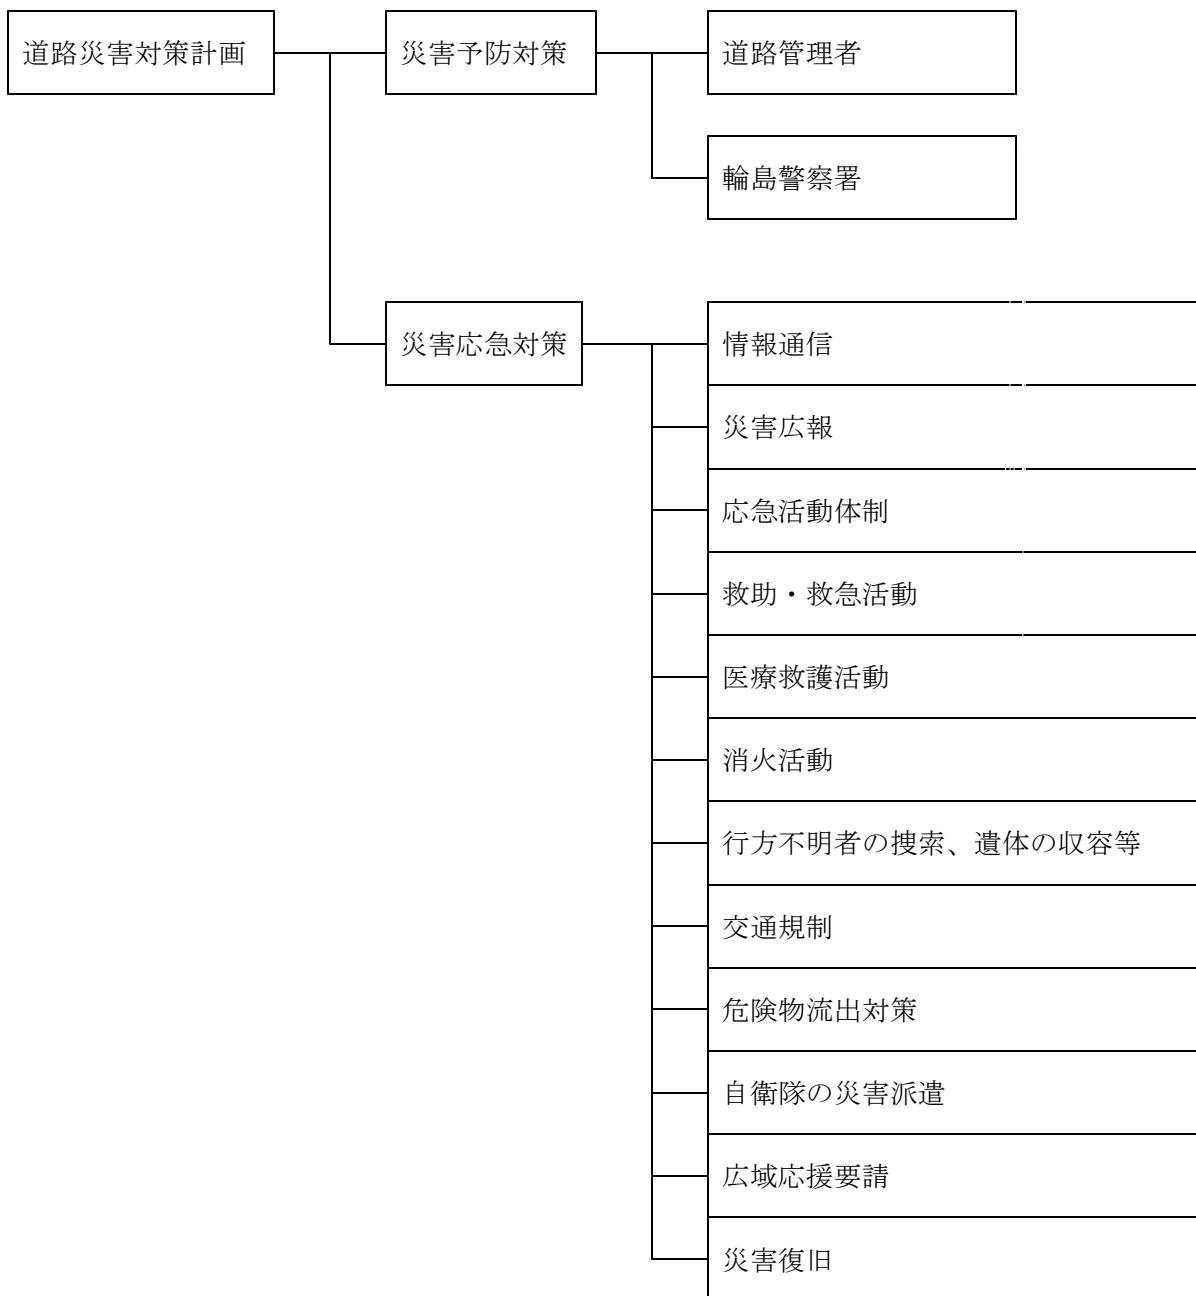 道路災害対策計画
災害予防対策
道路管理者
輪島警察署
災害応急対策
情報通信
災害広報
応急活動体制
救助・救急活動
医療救護活動
消火活動
行方不明者の捜索、遺体の収容等
交通規制
危険物流出対策
自衛隊の災害派遣
広域応援要請
災害復旧